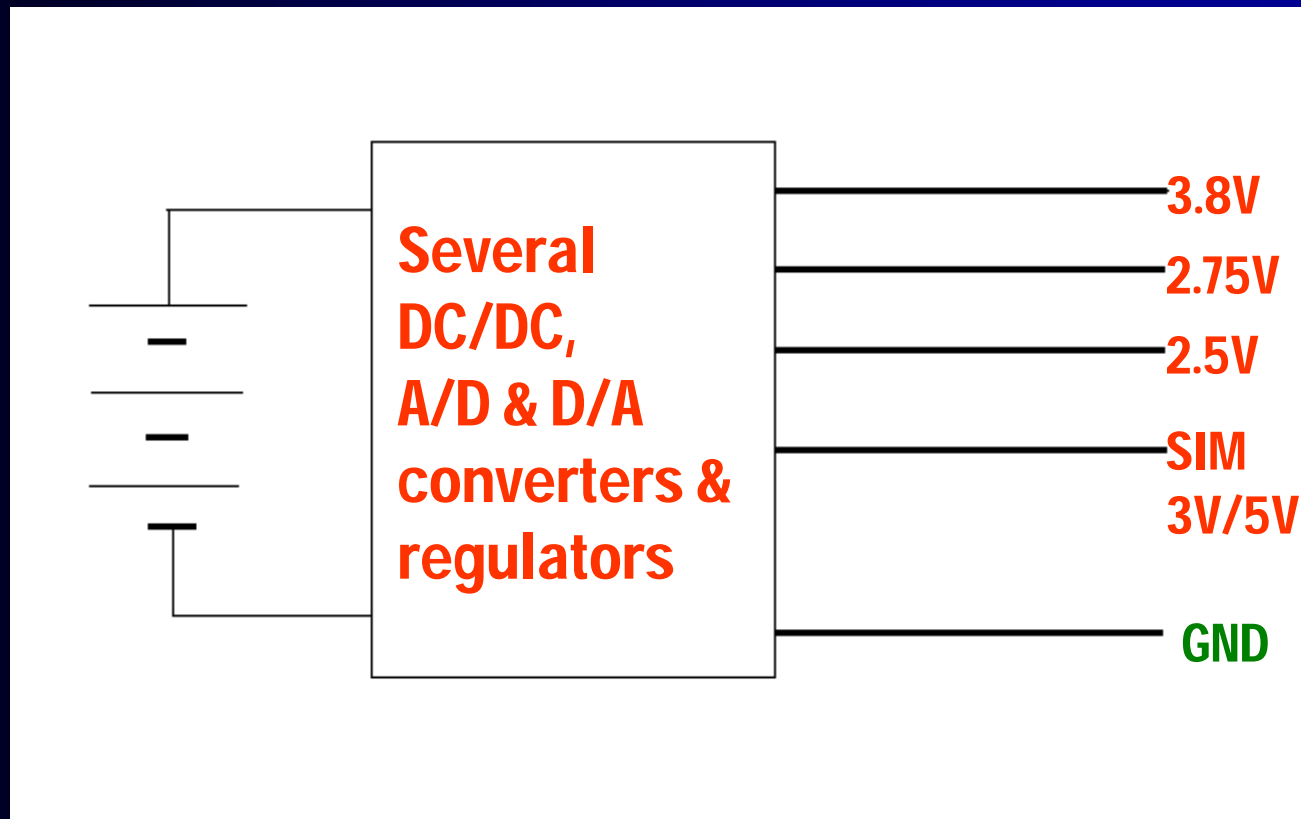 Several
DC/DC,
A/D & D/A
converters &
regulators
3.8V
2.75V
2.5V
SIM
3V/5V
GND